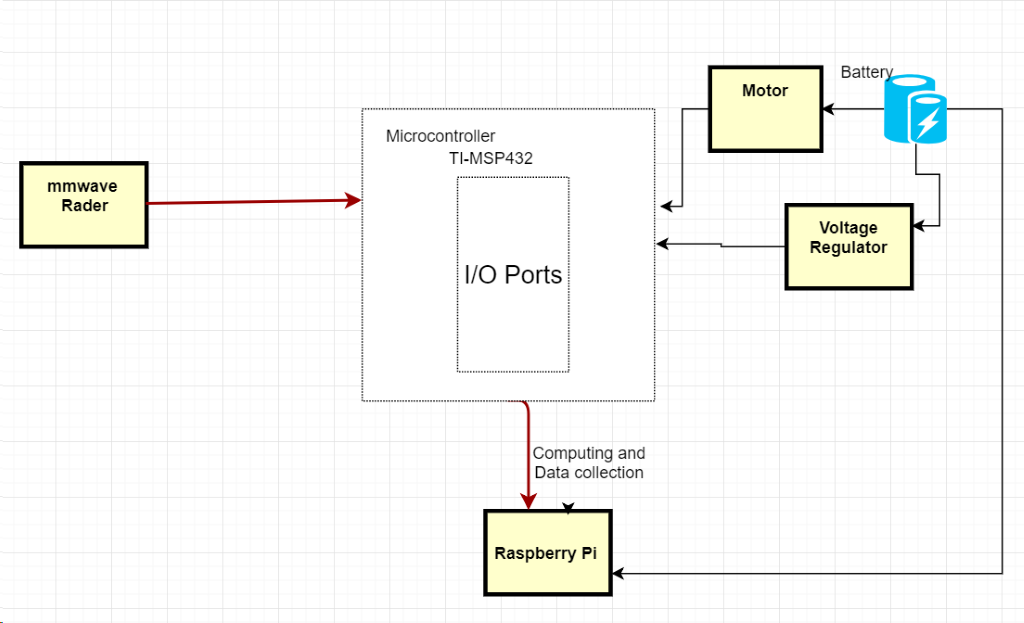 Battery
Motor
Microcontroller
TI-MSP432
mmwave
Rader
Voltage
Regulator
I/O Ports
Computing and
Data collection
Raspberry Pi